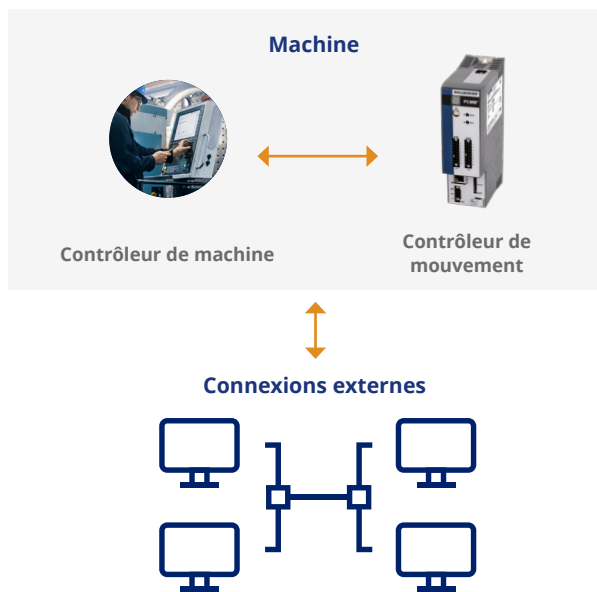 Machine
Contrôleur de machine
Contrôleur de
mouvement
Connexions externes